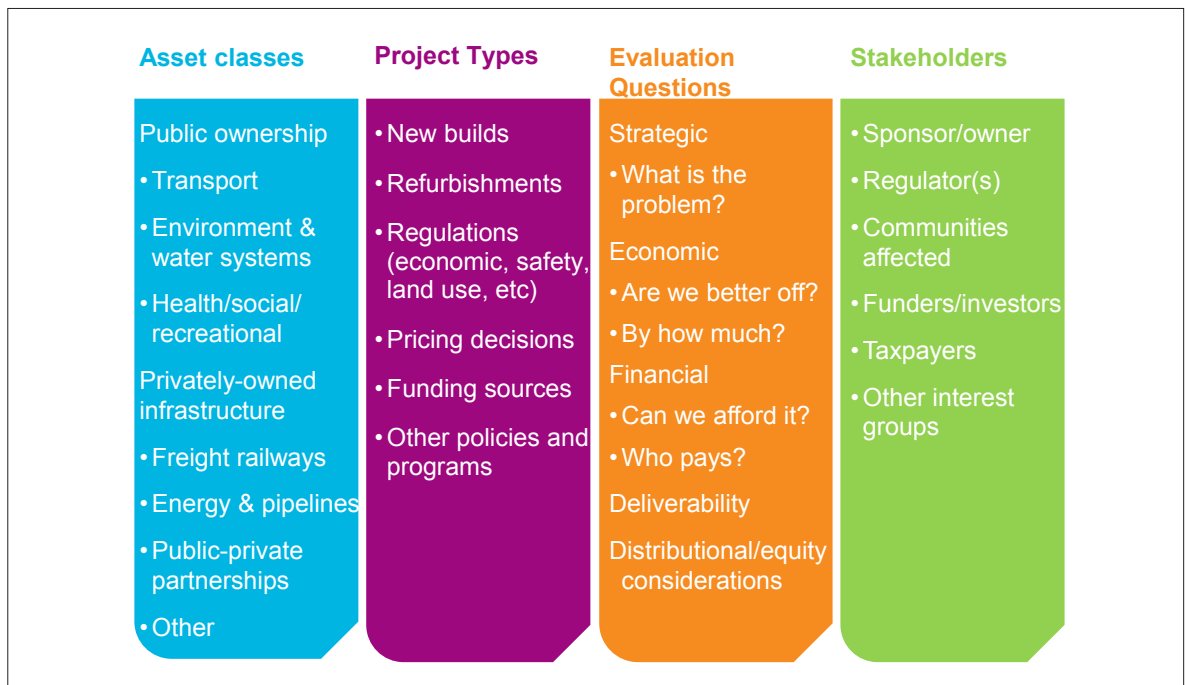 Asset classes
Public ownership
• Transport
• Environment &
water systems
• Health/social/
recreational
Privately-owned
infrastructure
• Freight railways
• Energy & pipelines
• Public-private
partnerships
• Other
Project Types
• New builds
• Refurbishments
• Regulations
(economic, safety,
land use, etc)
• Pricing decisions
• Funding sources
• Other policies and
programs
Evaluation
Questions
Strategic
• What is the
problem?
Economic
• Are we better off?
• By how much?
Financial
• Can we afford it?
• Who pays?
Deliverability
Distributional/equity
considerations
Stakeholders
• Sponsor/owner
• Regulator(s)
• Communities
affected
• Funders/investors
• Taxpayers
• Other interest
groups